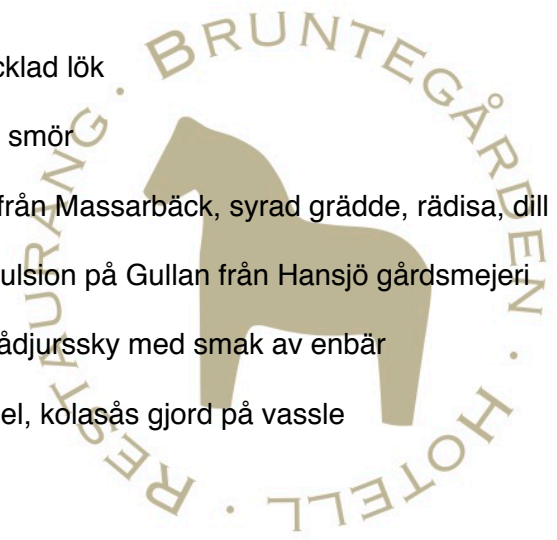 cklad lök
smör
från Massarbäck, syrad grädde, rädisa, dill
ulsion på Gullan från Hansjö gårdsmejeri
ådjurssky med smak av enbär
el, kolasås gjord på vassle
RESTAURANG · BRUNTEGÅRDEN · HOTELL ·